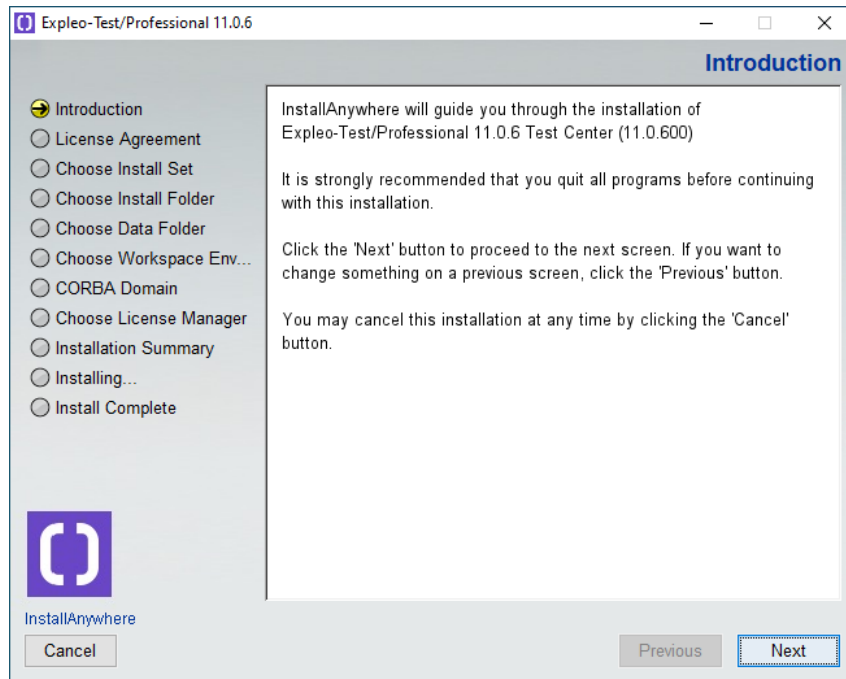 Expleo-Test/Professional 11.0.6
Introduction
Introduction
License Agreement
Choose Install Set
Choose Install Folder
Choose Data Folder
Choose Workspace Env...
CORBA Domain
Choose License Manager
Installation Summary
Installing...
Install Complete
InstallAnywhere will guide you through the installation of
Expleo-Test/Professional 11.0.6 Test Center (11.0.600)
It is strongly recommended that you quit all programs before continuing
with this installation.
Click the 'Next' button to proceed to the next screen. If you want to
change something on a previous screen, click the 'Previous' button.
You may cancel this installation at any time by clicking the 'Cancel'
button.
InstallAnywhere
Cancel
Previous
Next